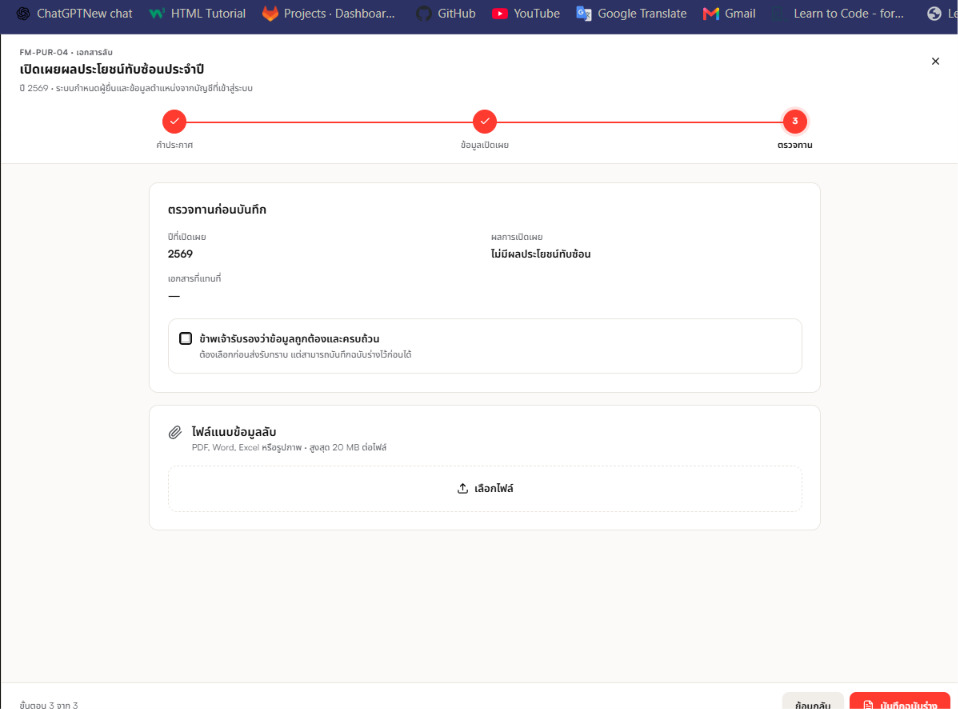 ChatGPTNew chat HTML Tutorial Projects · Dashboar... GitHub YouTube Google Translate Gmail Learn to Code - for... Le
FM-PUR-04 • เอกสารลับ
เปิดเผยผลประโยชน์ทับซ้อนประจำปี
ปี 2569 • ระบบกำหนดผู้ยื่นและข้อมูลตำแหน่งจากบัญชีที่เข้าสู่ระบบ
3
คำประกาศ ข้อมูลเปิดเผย ตรวจทาน
ตรวจทานก่อนบันทึก
ปีที่เปิดเผย ผลการเปิดเผย
2569 ไม่มีผลประโยชน์ทับซ้อน
เอกสารที่แทนที่
—
ข้าพเจ้ารับรองว่าข้อมูลถูกต้องและครบถ้วน
ต้องเลือกก่อนส่งรับทราบ แต่สามารถบันทึกฉบับร่างไว้ก่อนได้
ไฟล์แนบข้อมูลลับ
PDF, Word, Excel หรือรูปภาพ • สูงสุด 20 MB ต่อไฟล์
เลือกไฟล์
ขั้นตอน 3 จาก 3 ย้อนกลับ บันทึกฉบับร่าง